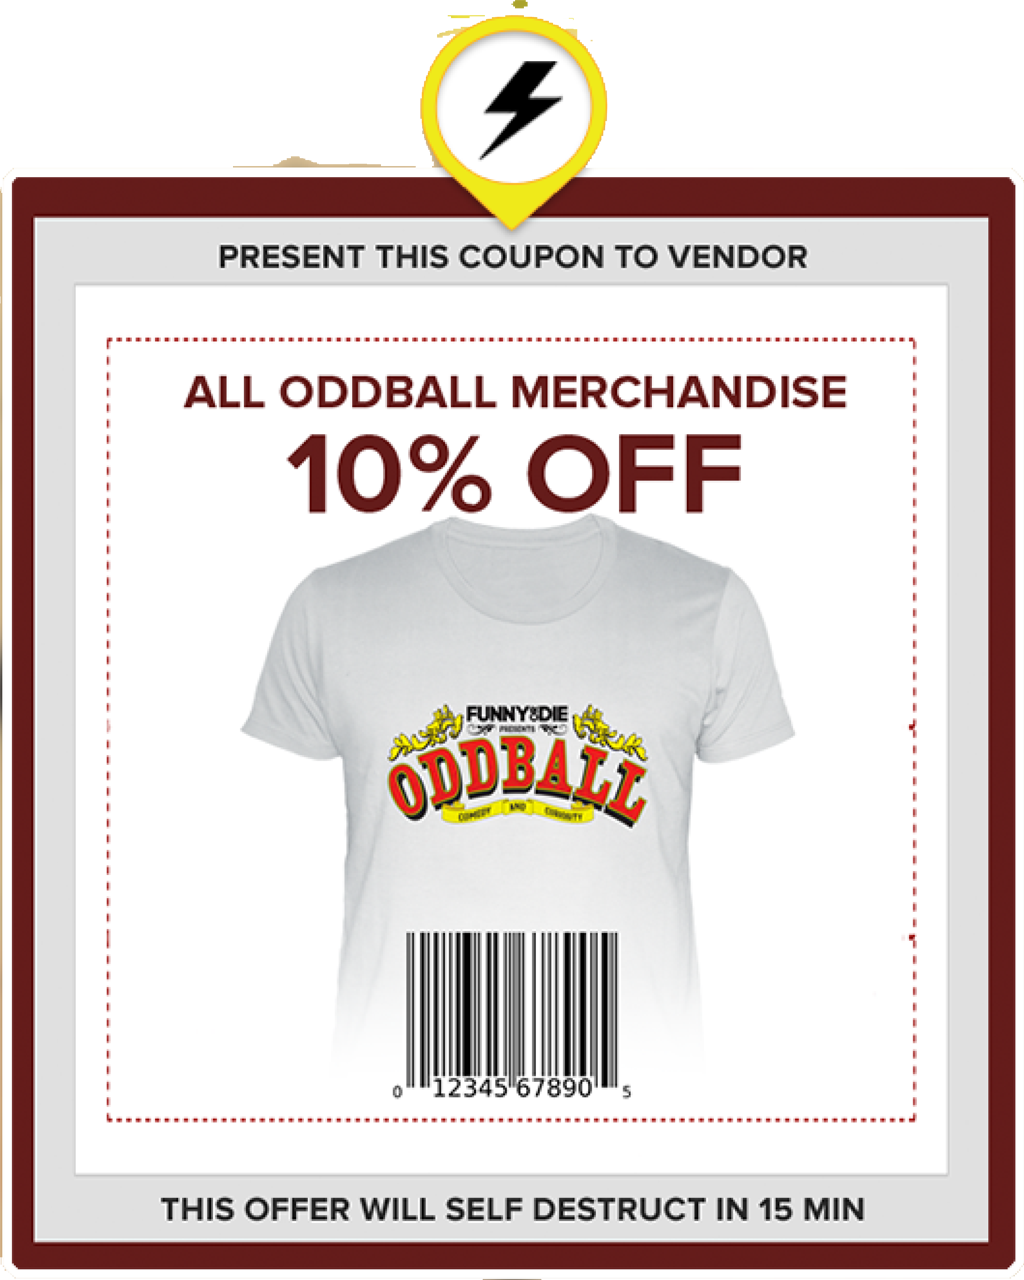 PRESENT THIS COUPON TO VENDOR
ALL ODDBALL MERCHANDISE
10% OFF
FUNNY OR DIE
PRESENTS
ODDBALL
COMEDY AND CURIOSITY
0 12345 67890 5
THIS OFFER WILL SELF DESTRUCT IN 15 MIN